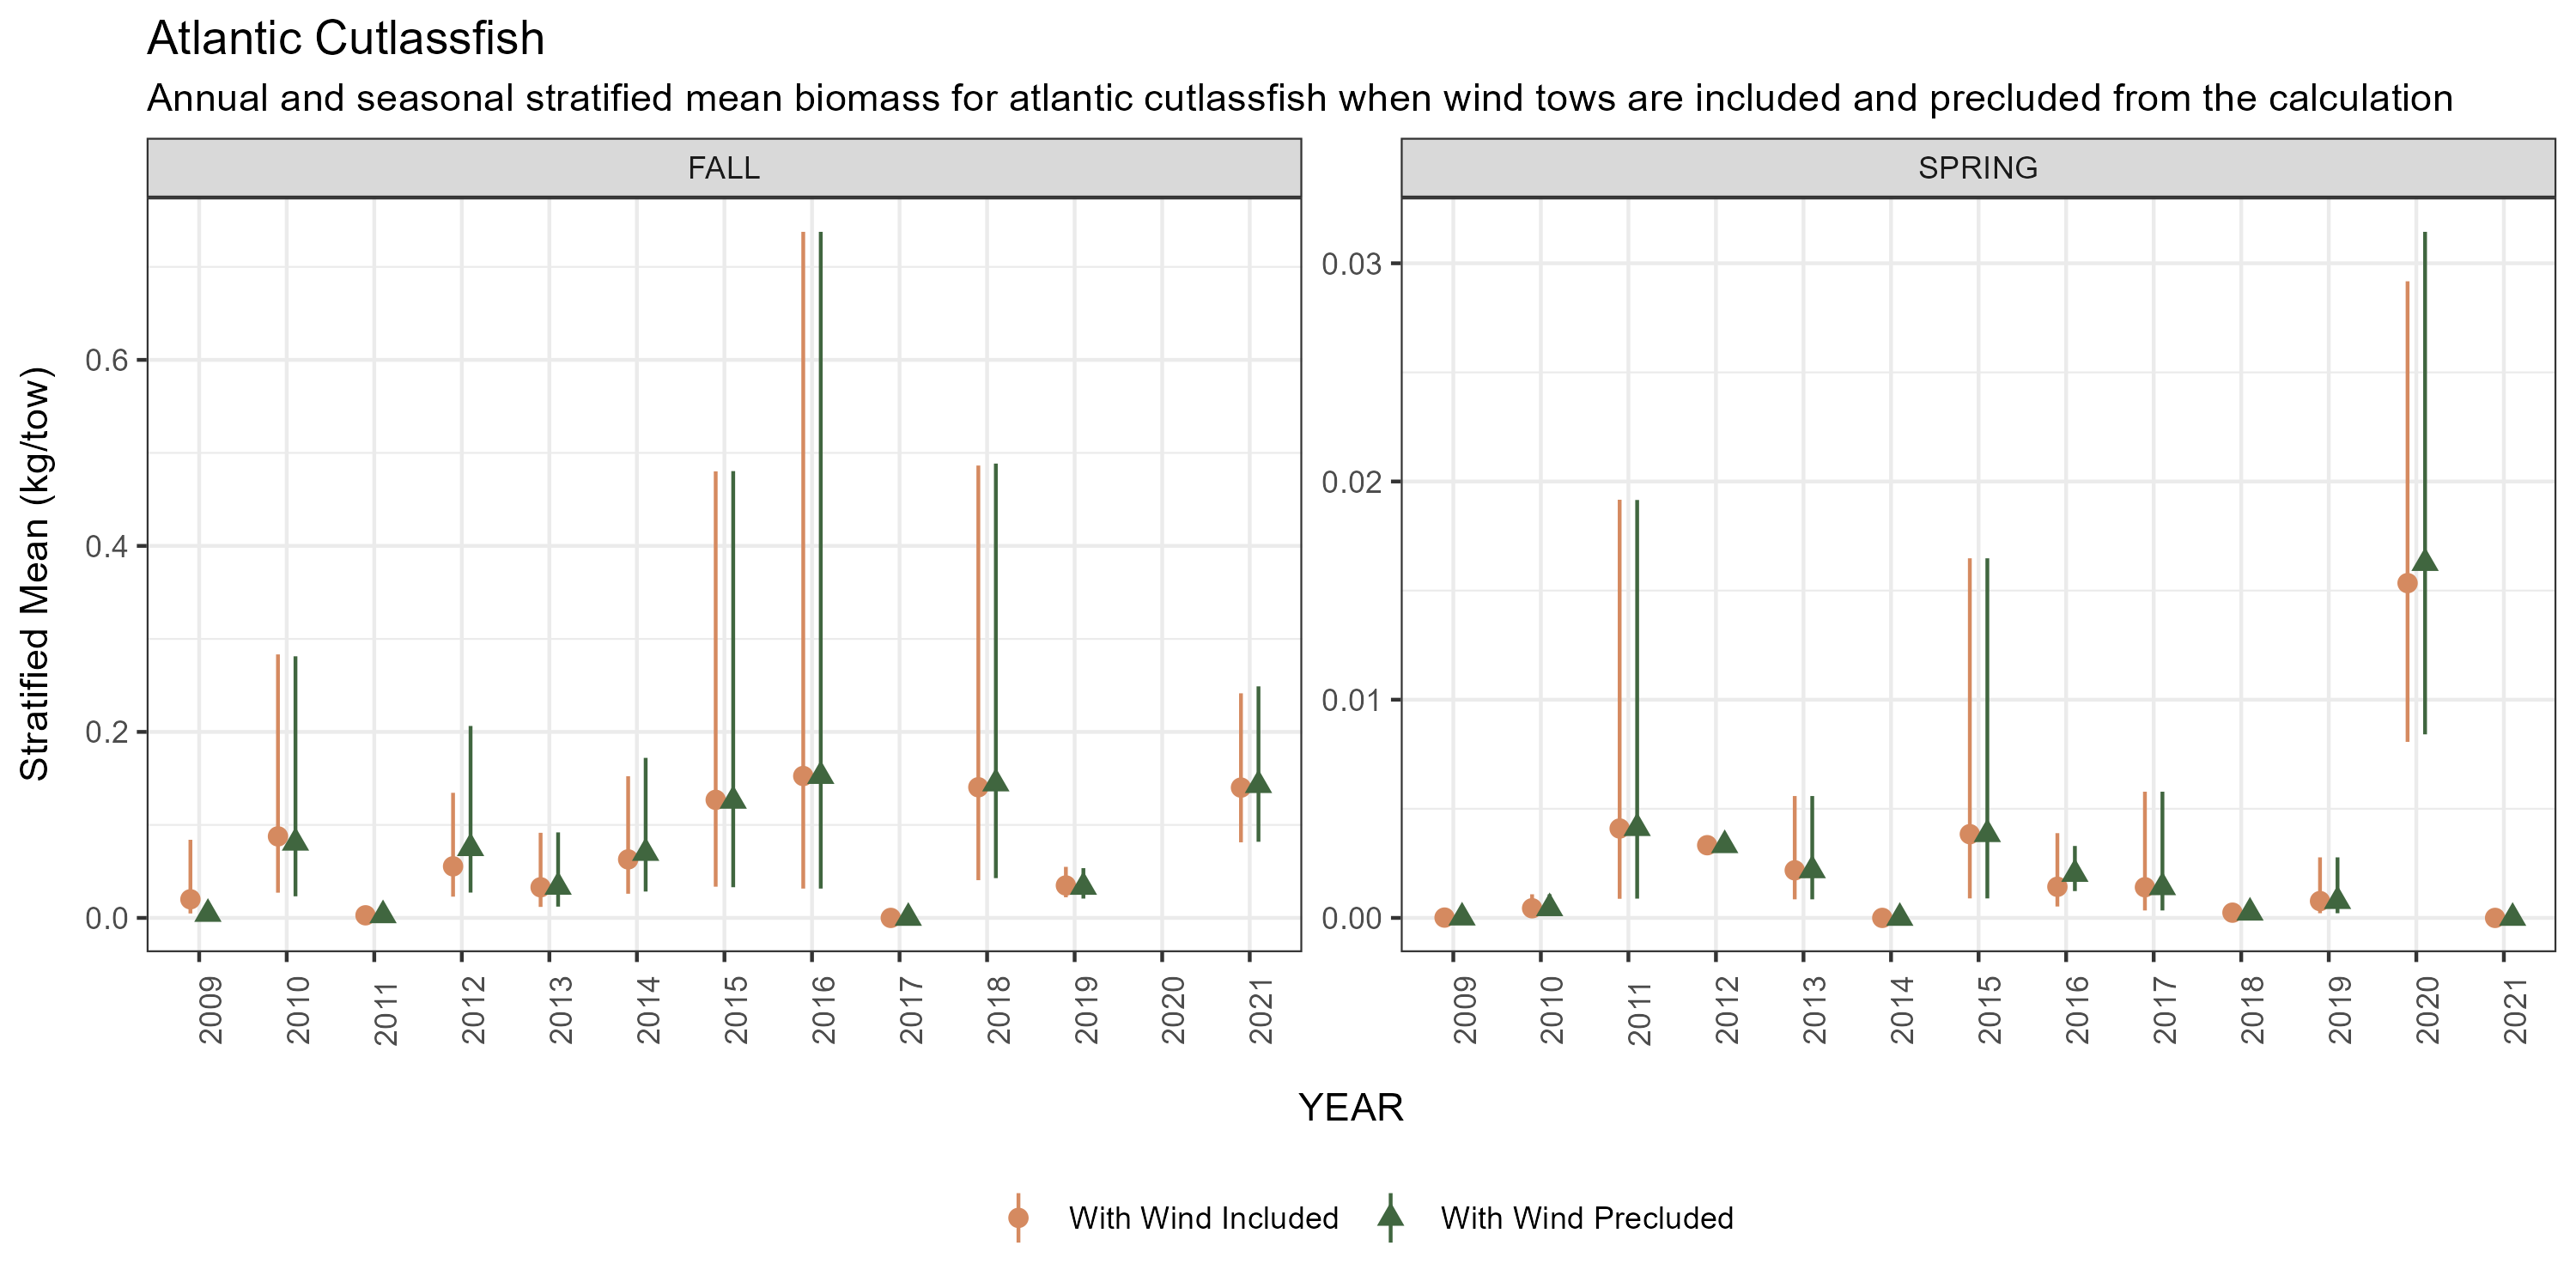 Atlantic Cutlassfish
Annual and seasonal stratified mean biomass for atlantic cutlassfish when wind tows are included and precluded from the calculation
FALL
SPRING
Stratified Mean (kg/tow)
0.6
0.4
0.2
0.0
0.03
0.02
0.01
0.00
2009 2010 2011 2012 2013 2014 2015 2016 2017 2018 2019 2020 2021
2009 2010 2011 2012 2013 2014 2015 2016 2017 2018 2019 2020 2021
YEAR
With Wind Included With Wind Precluded